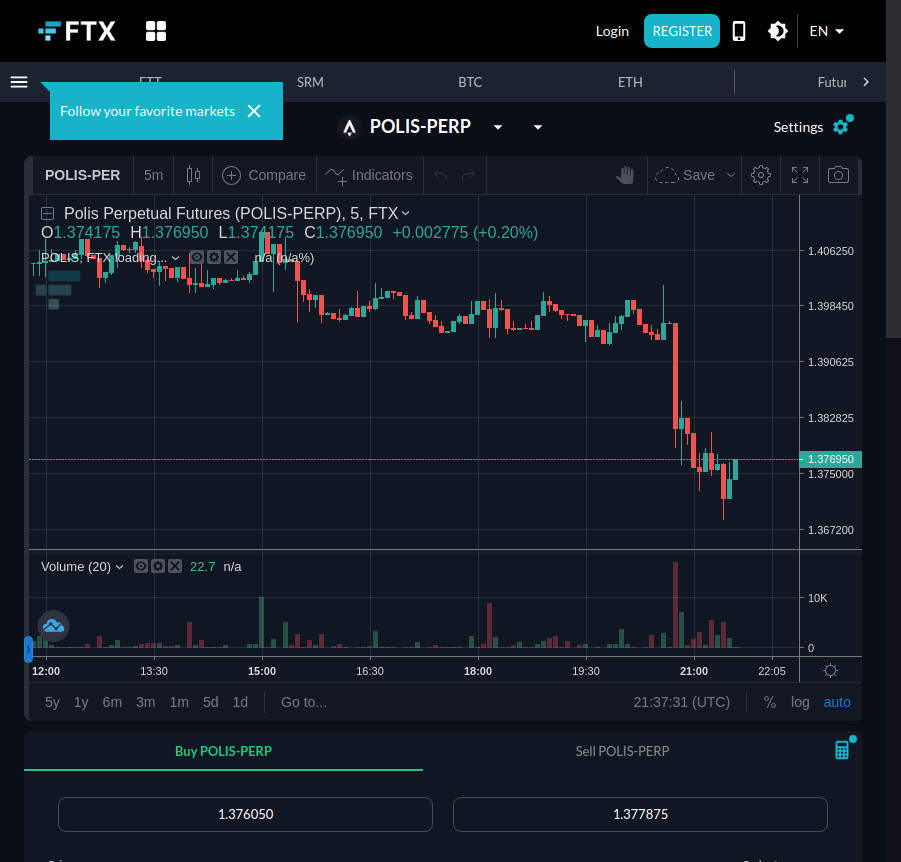 FTX
Login
REGISTER
EN
FTT
SRM
BTC
ETH
Futur
Follow your favorite markets
POLIS-PERP
Settings
POLIS-PER
5m
Compare
Indicators
Save
Polis Perpetual Futures (POLIS-PERP), 5, FTX
O1.374175 H1.376950 L1.374175 C1.376950 +0.002775 (+0.20%)
POLIS, FTX loading... n/a (n/a%)
1.406250
1.398450
1.390625
1.382825
1.376950
1.375000
1.367200
Volume (20) 22.7 n/a
10K
0
12:00 13:30 15:00 16:30 18:00 19:30 21:00 22:05
5y 1y 6m 3m 1m 5d 1d Go to... 21:37:31 (UTC) % log auto
Buy POLIS-PERP
Sell POLIS-PERP
1.376050
1.377875